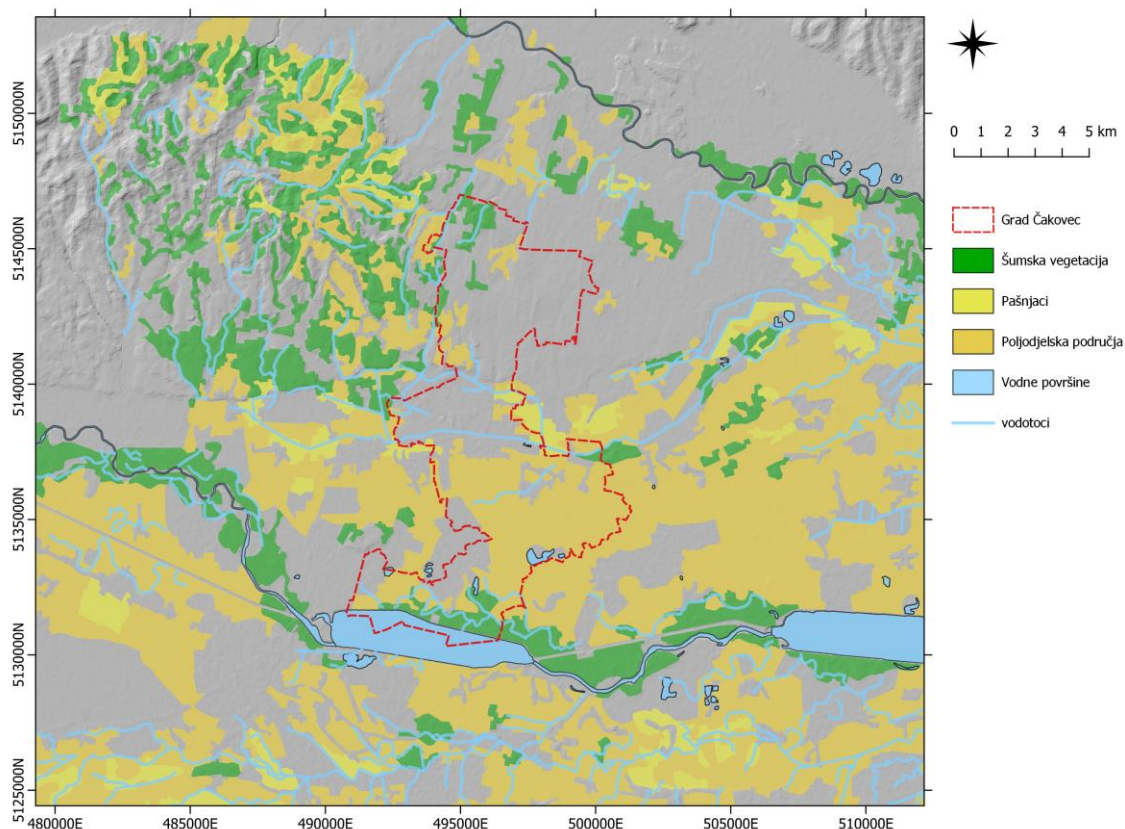 5150000N
5145000N
5140000N
5135000N
5130000N
5125000N
480000E
485000E
490000E
495000E
500000E
505000E
510000E
0 1 2 3 4 5 km
Grad Čakovec
Šumska vegetacija
Pašnjaci
Poljodjelska područja
Vodne površine
vodotoci